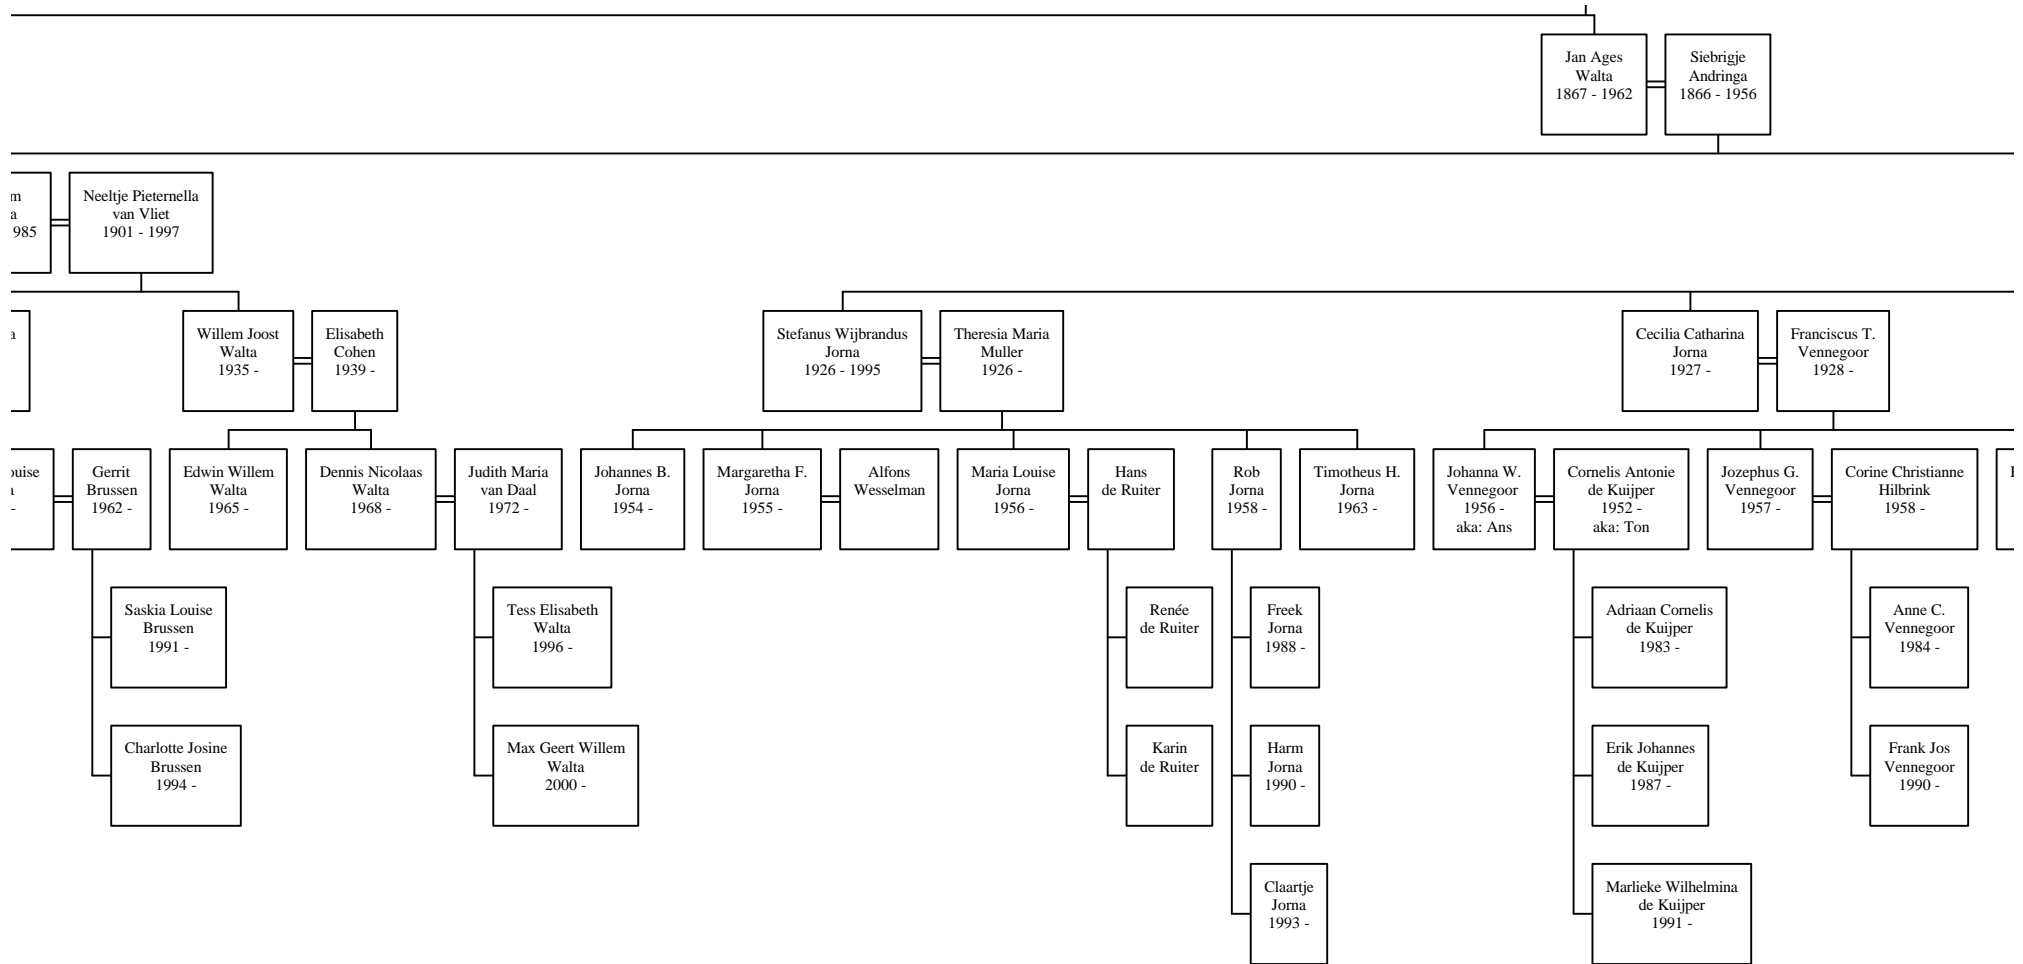 Jan Ages
Walta
1867 - 1962
Siebrigje
Andringa
1866 - 1956
985
Neeltje Pieternella
van Vliet
1901 - 1997
Willem Joost
Walta
1935 -
Elisabeth
Cohen
1939 -
Stefanus Wijbrandus
Jorna
1926 - 1995
Theresia Maria
Muller
1926 -
Cecilia Catharina
Jorna
1927 -
Franciscus T.
Vennegoor
1928 -
ouise
Gerrit
Brussen
1962 -
Edwin Willem
Walta
1965 -
Dennis Nicolaas
Walta
1968 -
Judith Maria
van Daal
1972 -
Johannes B.
Jorna
1954 -
Margaretha F.
Jorna
1955 -
Alfons
Wesselman
Maria Louise
Jorna
1956 -
Hans
de Ruiter
Rob
Jorna
1958 -
Timotheus H.
Jorna
1963 -
Johanna W.
Vennegoor
1956 -
aka: Ans
Cornelis Antonie
de Kuijper
1952 -
aka: Ton
Jozephus G.
Vennegoor
1957 -
Corine Christianne
Hilbrink
1958 -
Saskia Louise
Brussen
1991 -
Tess Elisabeth
Walta
1996 -
Renée
de Ruiter
Freek
Jorna
1988 -
Adriaan Cornelis
de Kuijper
1983 -
Anne C.
Vennegoor
1984 -
Charlotte Josine
Brussen
1994 -
Max Geert Willem
Walta
2000 -
Karin
de Ruiter
Harm
Jorna
1990 -
Erik Johannes
de Kuijper
1987 -
Frank Jos
Vennegoor
1990 -
Claartje
Jorna
1993 -
Marlieke Wilhelmina
de Kuijper
1991 -